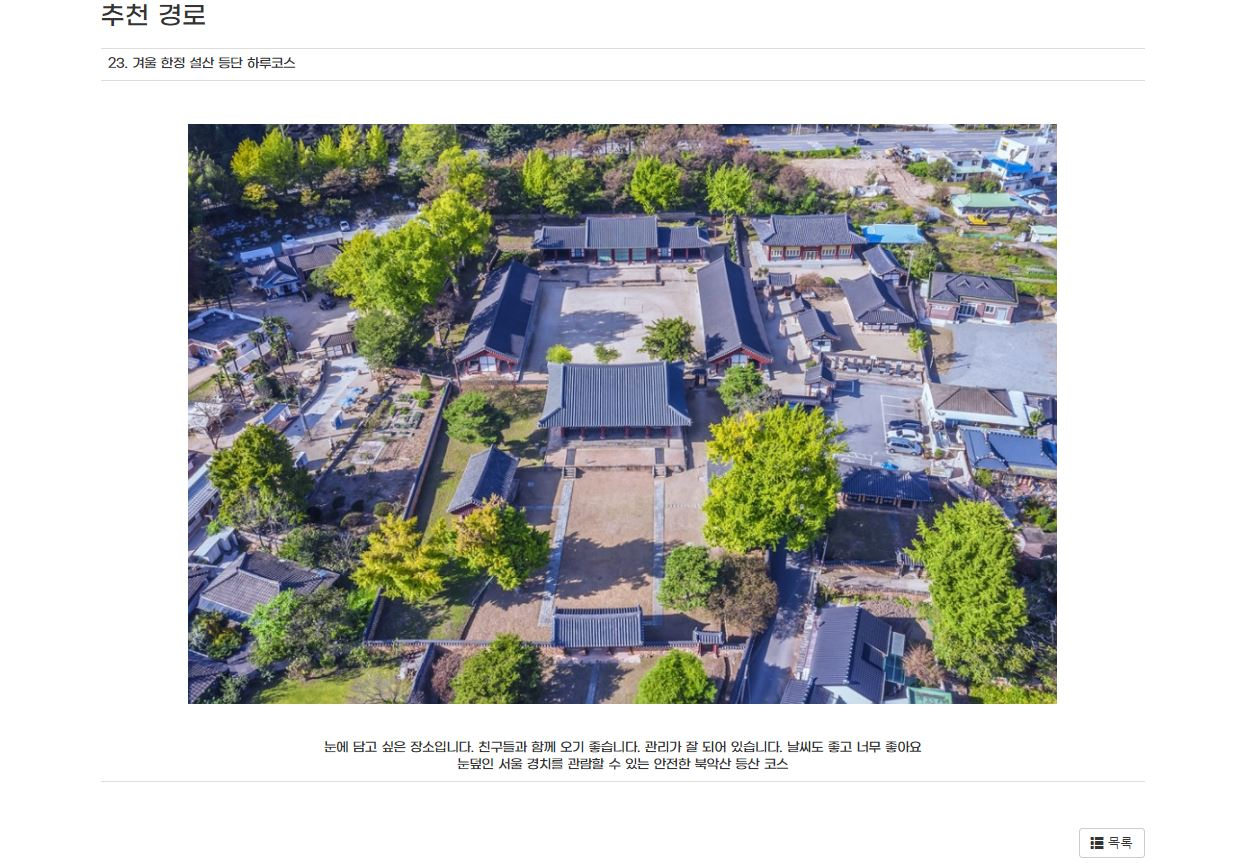 추천 경로
23. 겨울 한정 설산 등단 하루코스
눈에 담고 싶은 장소입니다. 친구들과 함께 오기 좋습니다. 관리가 잘 되어 있습니다. 날씨도 좋고 너무 좋아요
눈덮인 서울 경치를 관람할 수 있는 안전한 북악산 등산 코스
목록